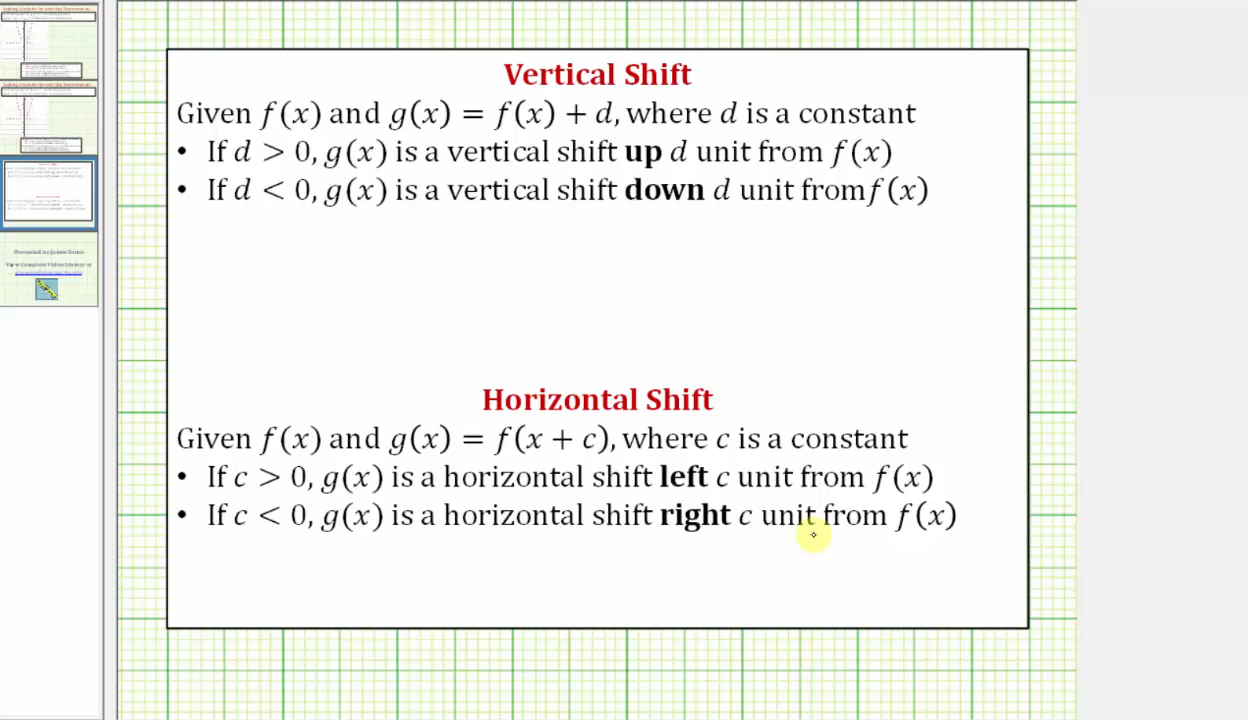 Vertical Shift
Given f(x) and g(x) = f(x) + d, where d is a constant
• If d > 0, g(x) is a vertical shift up d unit from f(x)
• If d < 0, g(x) is a vertical shift down d unit fromf(x)
Horizontal Shift
Given f(x) and g(x) = f(x + c), where c is a constant
• If c > 0, g(x) is a horizontal shift left c unit from f(x)
• If c < 0, g(x) is a horizontal shift right c unit from f(x)